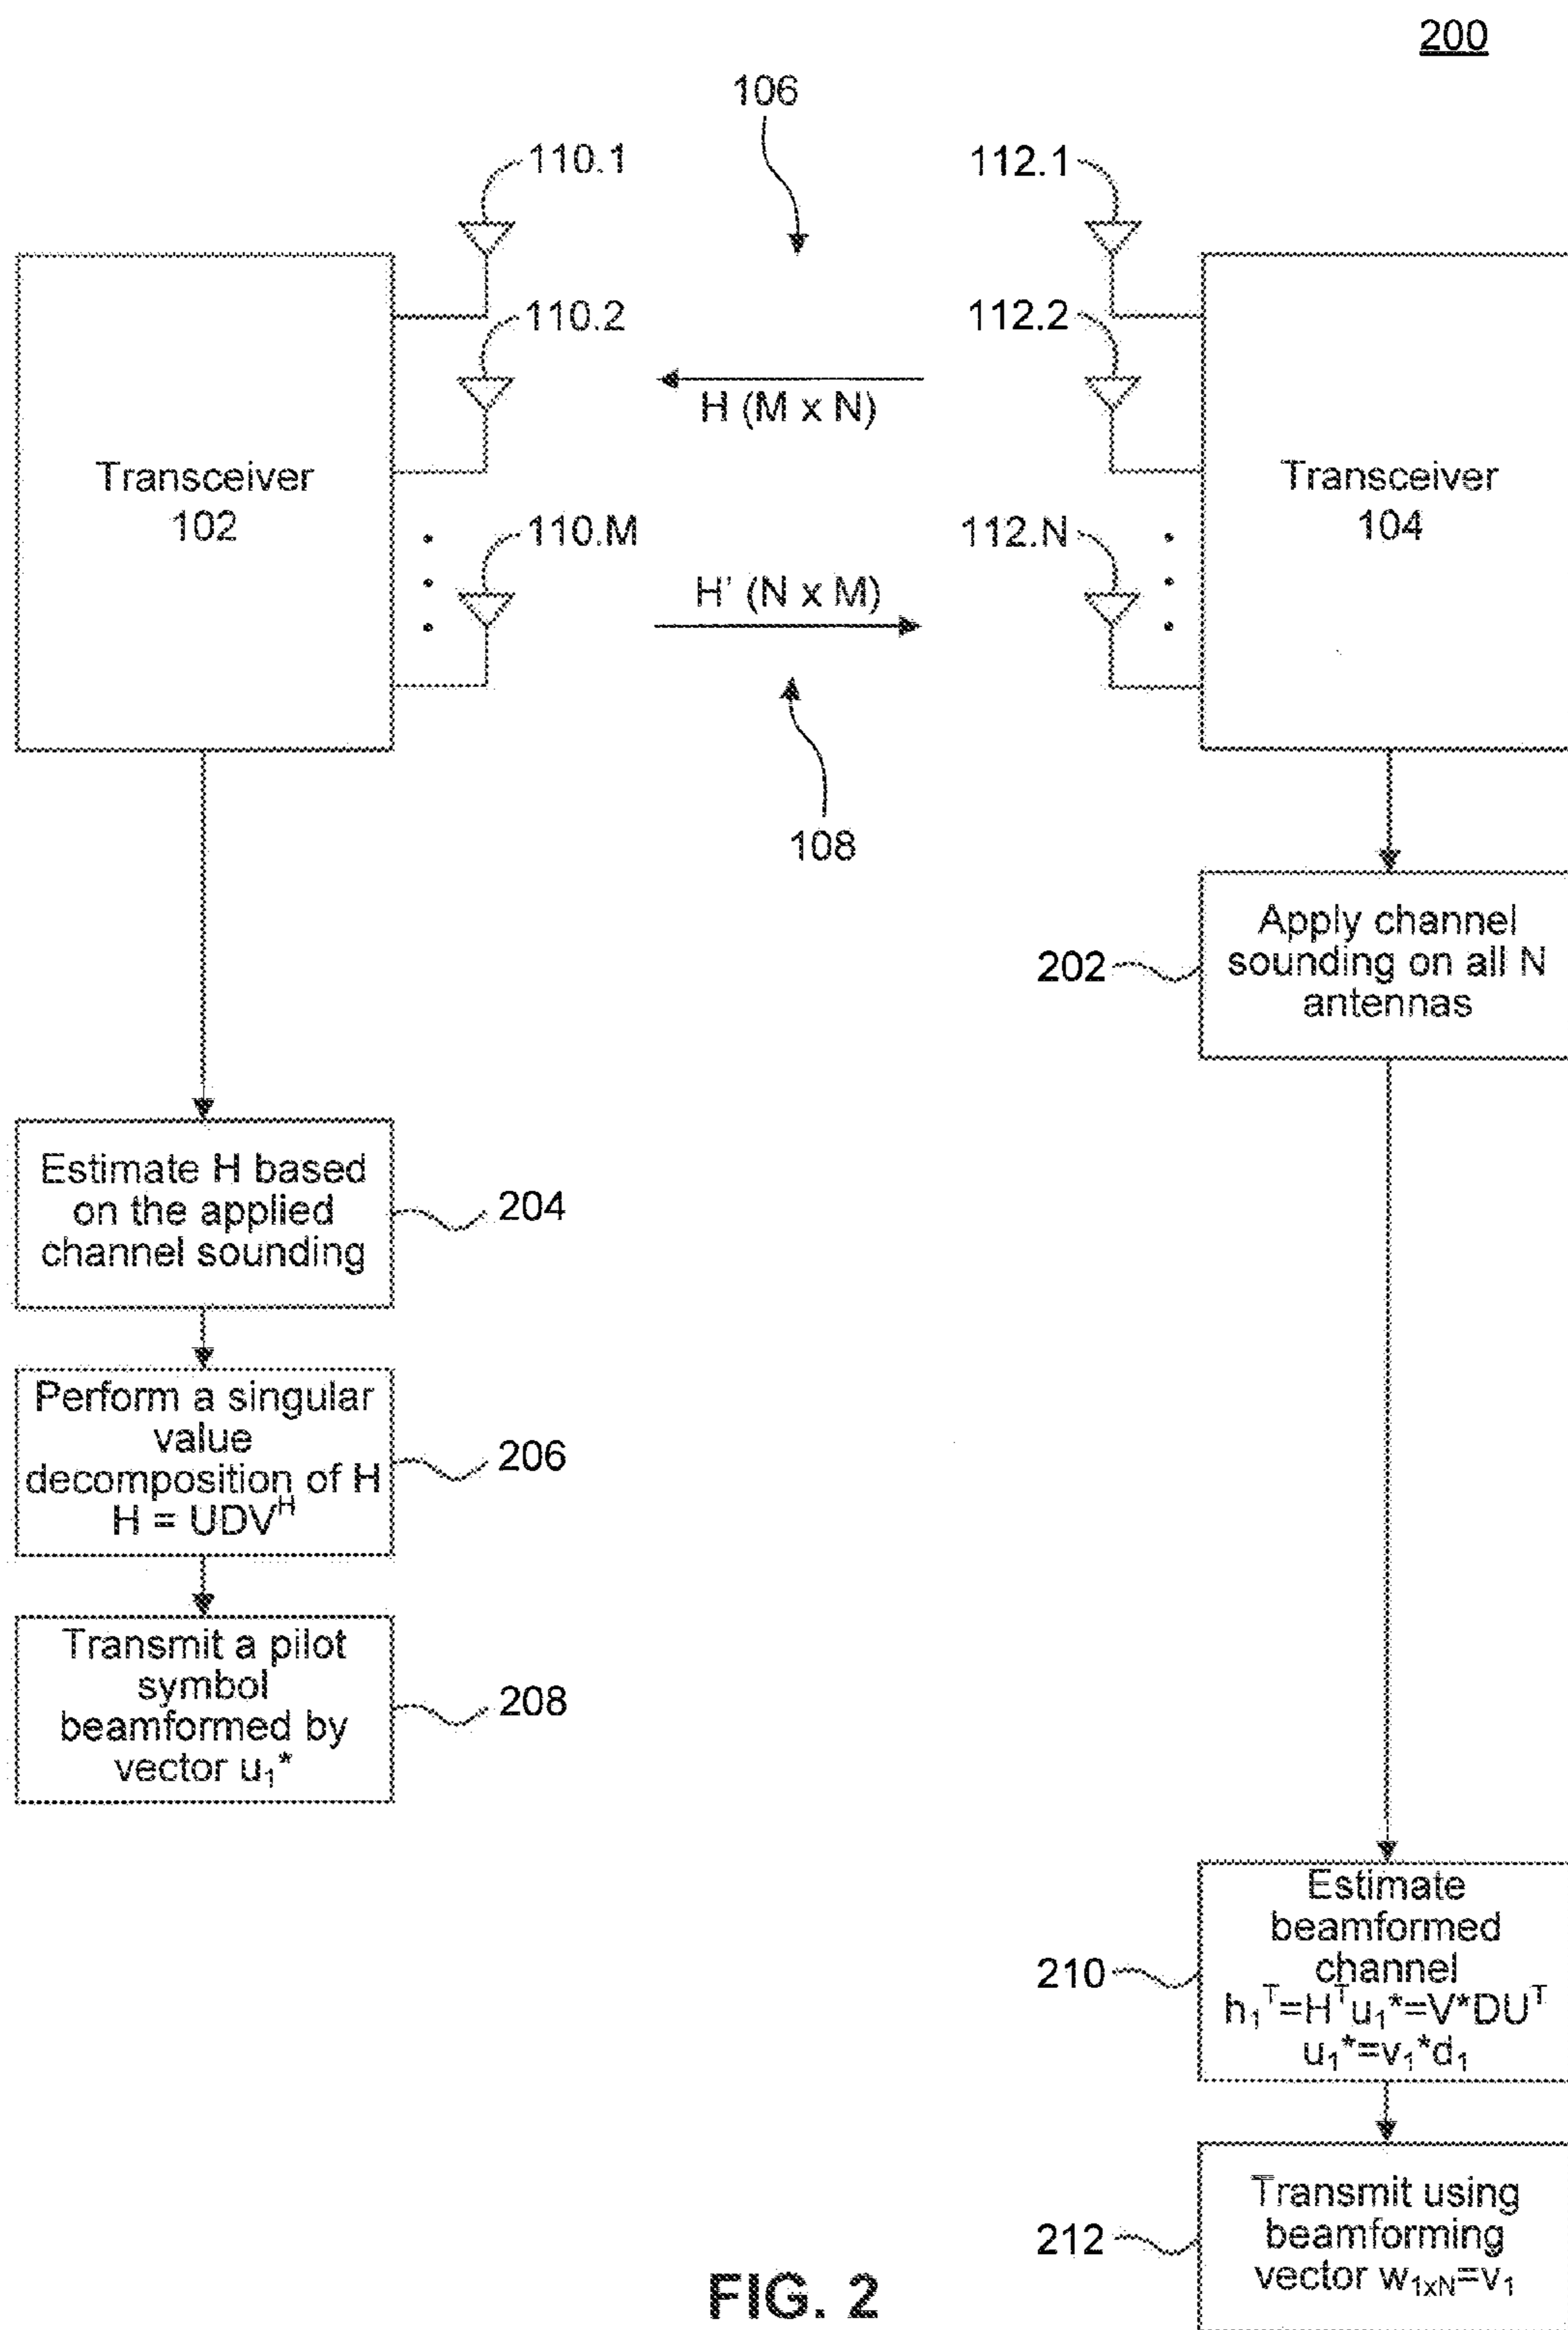 200
106
110.1
112.1
110.2
112.2
H (M x N)
Transceiver
102
Transceiver
104
110.M
112.N
H' (N x M)
108
Apply channel
sounding on all N
antennas
202
Estimate H based
on the applied
channel sounding
204
Perform a singular
value
decomposition of H
H = UDV^H
206
Transmit a pilot
symbol
beamformed by
vector u₁*
208
Estimate
beamformed
channel
h₁ᵀ=Hᵀu₁*=V*DUᵀ
u₁*=v₁*d₁
210
Transmit using
beamforming
vector w₁ₓN=v₁
212
FIG. 2